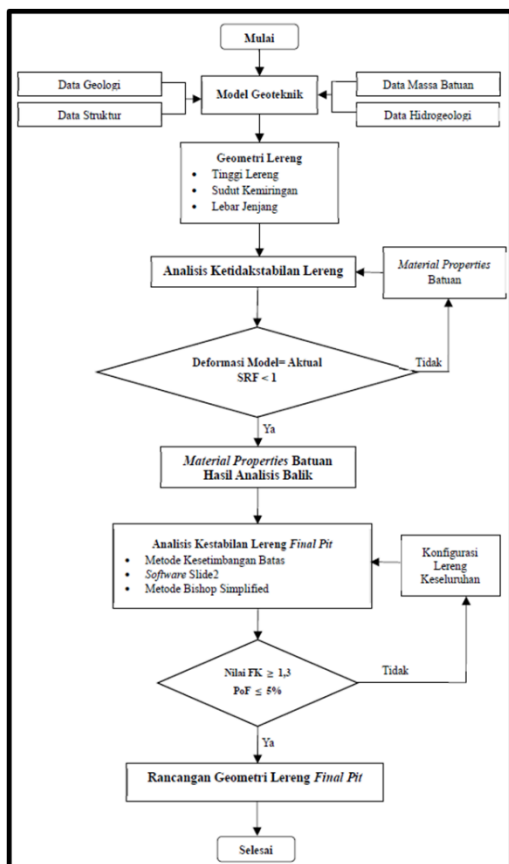 Mulai
Data Geologi
Data Struktur
Model Geoteknik
Data Massa Batuan
Data Hidrogeologi
Geometri Lereng
• Tinggi Lereng
• Sudut Kemiringan
• Lebar Jenjang
Analisis Ketidakstabilan Lereng
Material Properties
Batuan
Deformasi Model= Aktual
SRF < 1
Tidak
Ya
Material Properties Batuan
Hasil Analisis Balik
Analisis Kestabilan Lereng Final Pit
• Metode Kesetimbangan Batas
• Software Slide2
• Metode Bishop Simplified
Konfigurasi
Lereng
Keseluruhan
Nilai FK ≥ 1,3
PoF ≤ 5%
Tidak
Ya
Rancangan Geometri Lereng Final Pit
Selesai